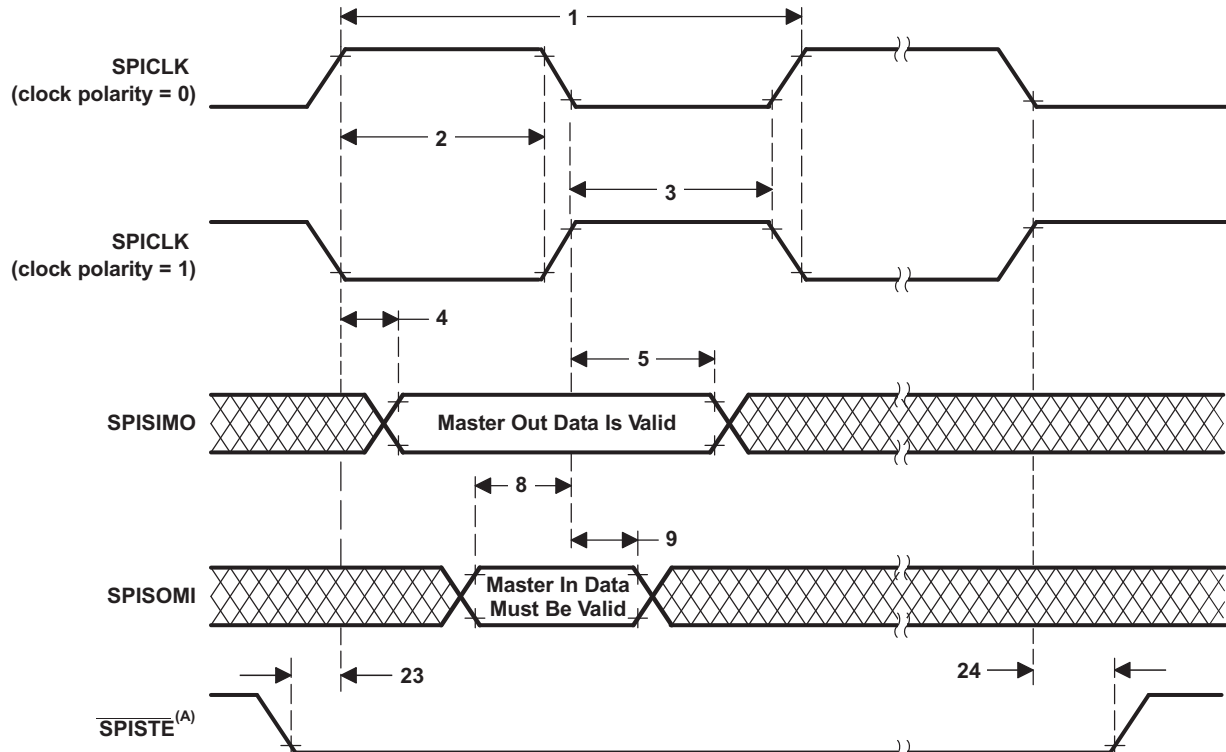 1
SPICLK
(clock polarity = 0)
2
3
SPICLK
(clock polarity = 1)
4
5
SPISIMO
Master Out Data Is Valid
8
9
SPISOMI
Master In Data
Must Be Valid
23
24
SPISTE(A)